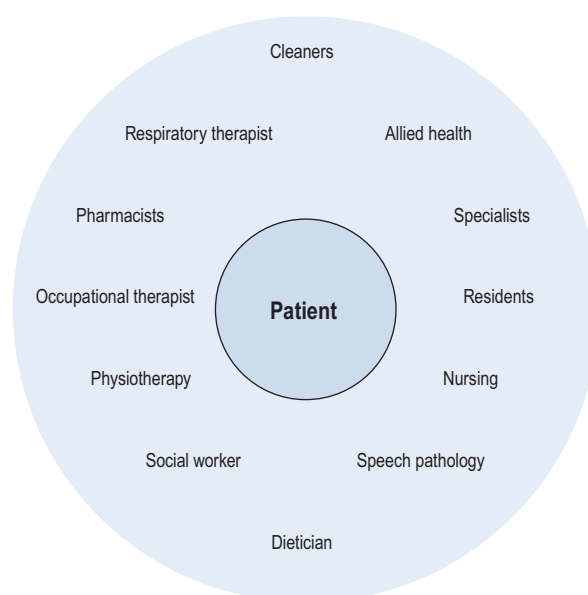 Cleaners
Respiratory therapist
Allied health
Pharmacists
Specialists
Occupational therapist
Patient
Residents
Physiotherapy
Nursing
Social worker
Speech pathology
Dietician